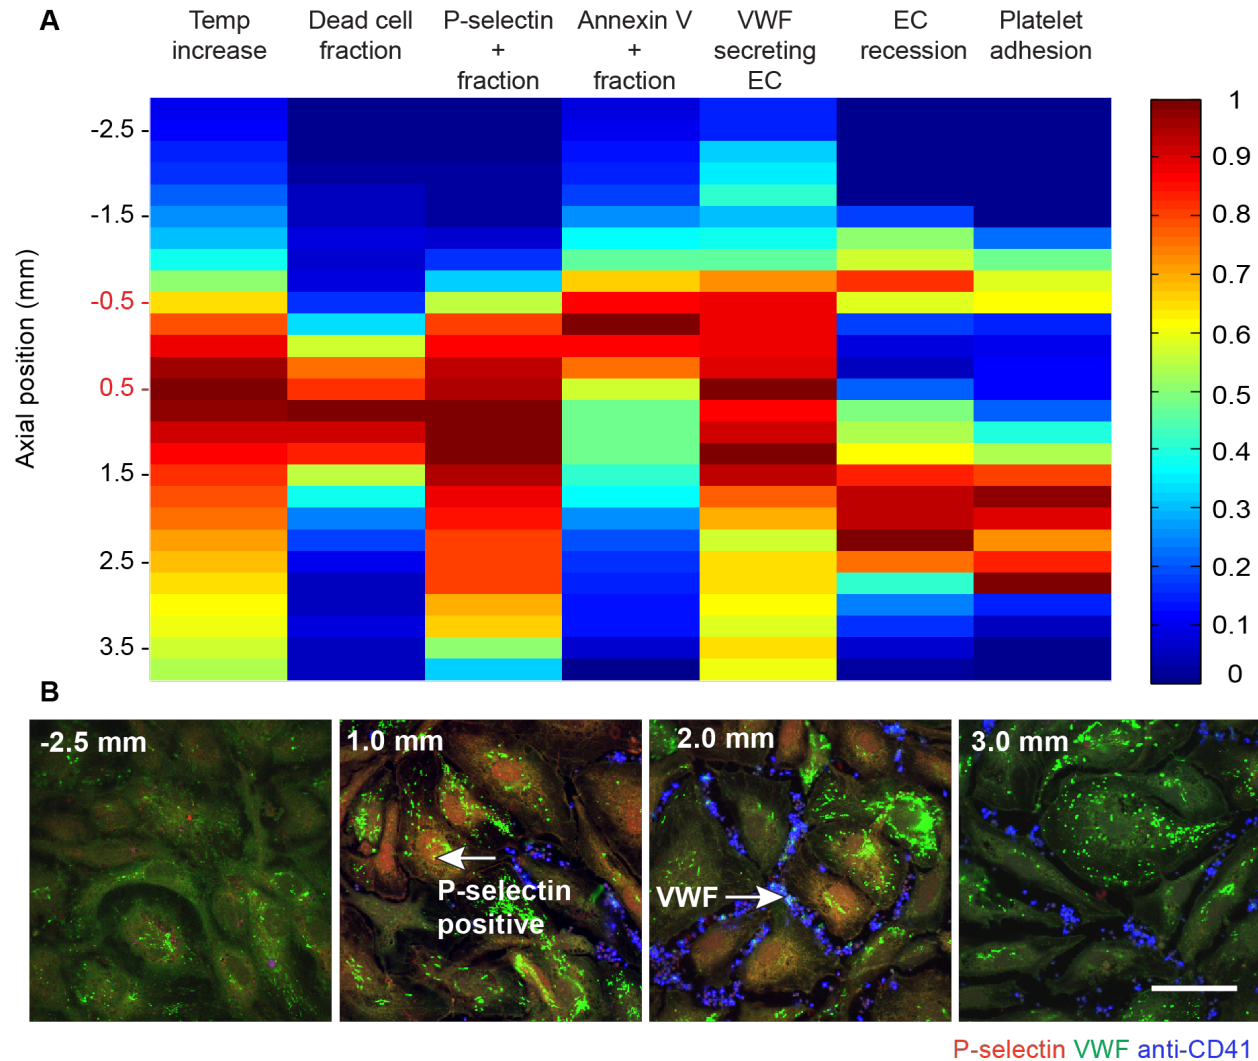 A
Temp increase
Dead cell fraction
P-selectin + fraction
Annexin V + fraction
VWF secreting EC
EC recession
Platelet adhesion
Axial position (mm)
-2.5
-1.5
-0.5
0.5
1.5
2.5
3.5
1
0.9
0.8
0.7
0.6
0.5
0.4
0.3
0.2
0.1
0
B
-2.5 mm
1.0 mm
P-selectin
positive
2.0 mm
VWF
3.0 mm
P-selectin VWF anti-CD41